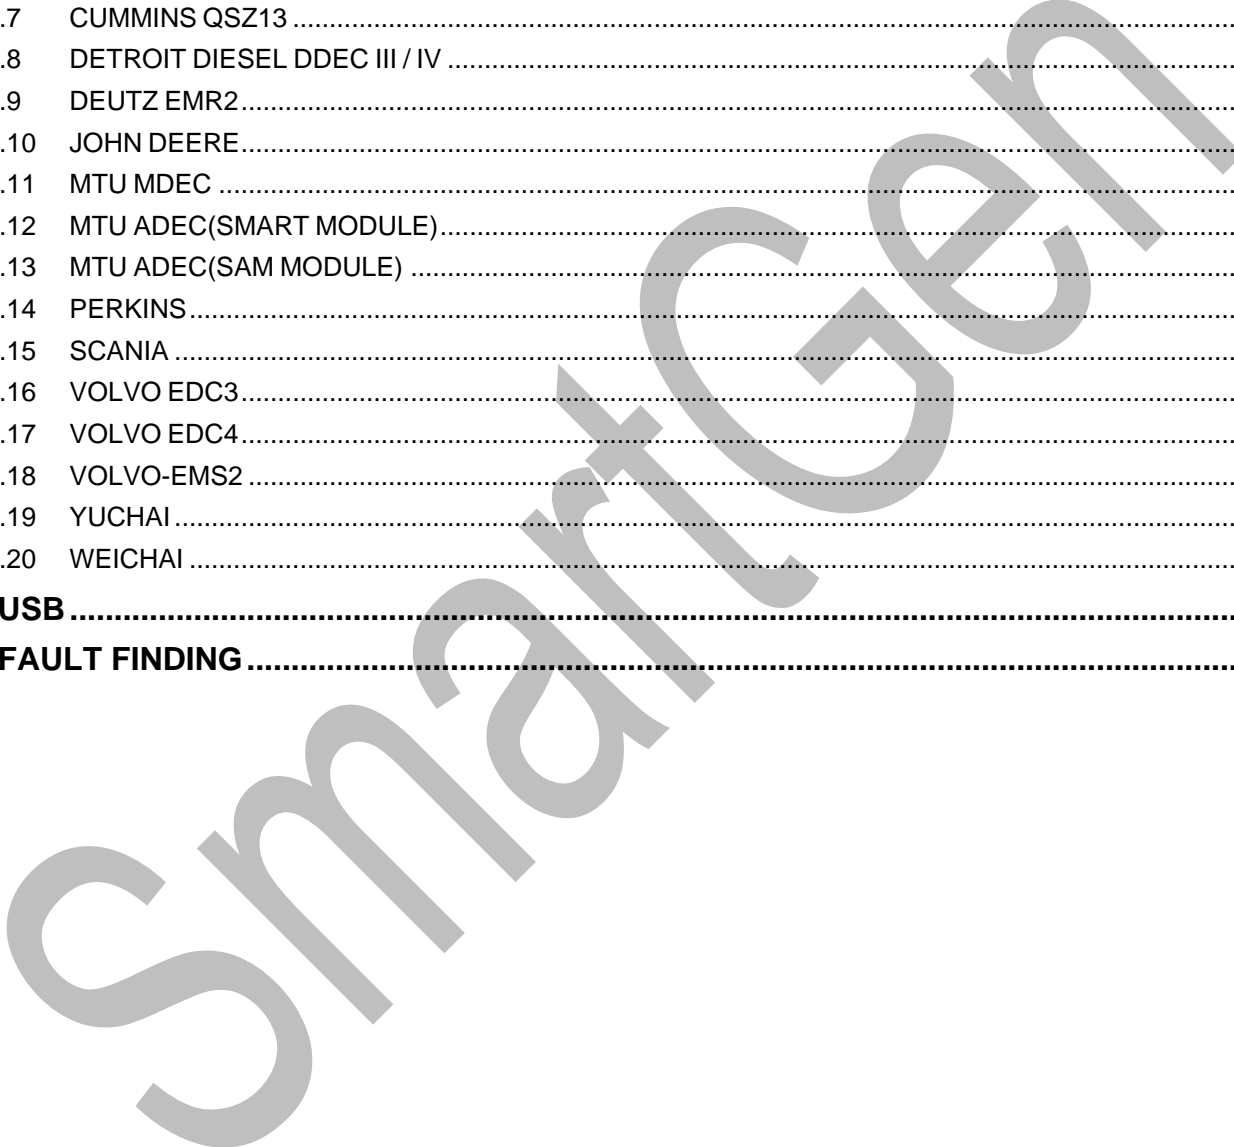 .7 CUMMINS QSZ13 ........................................
.8 DETROIT DIESEL DDEC III / IV ........................................
.9 DEUTZ EMR2 ........................................
.10 JOHN DEERE ........................................
.11 MTU MDEC ........................................
.12 MTU ADEC(SMART MODULE) ........................................
.13 MTU ADEC(SAM MODULE) ........................................
.14 PERKINS ........................................
.15 SCANIA ........................................
.16 VOLVO EDC3 ........................................
.17 VOLVO EDC4 ........................................
.18 VOLVO-EMS2 ........................................
.19 YUCHAI ........................................
.20 WEICHAI ........................................
USB ........................................
FAULT FINDING ........................................
SmartGen